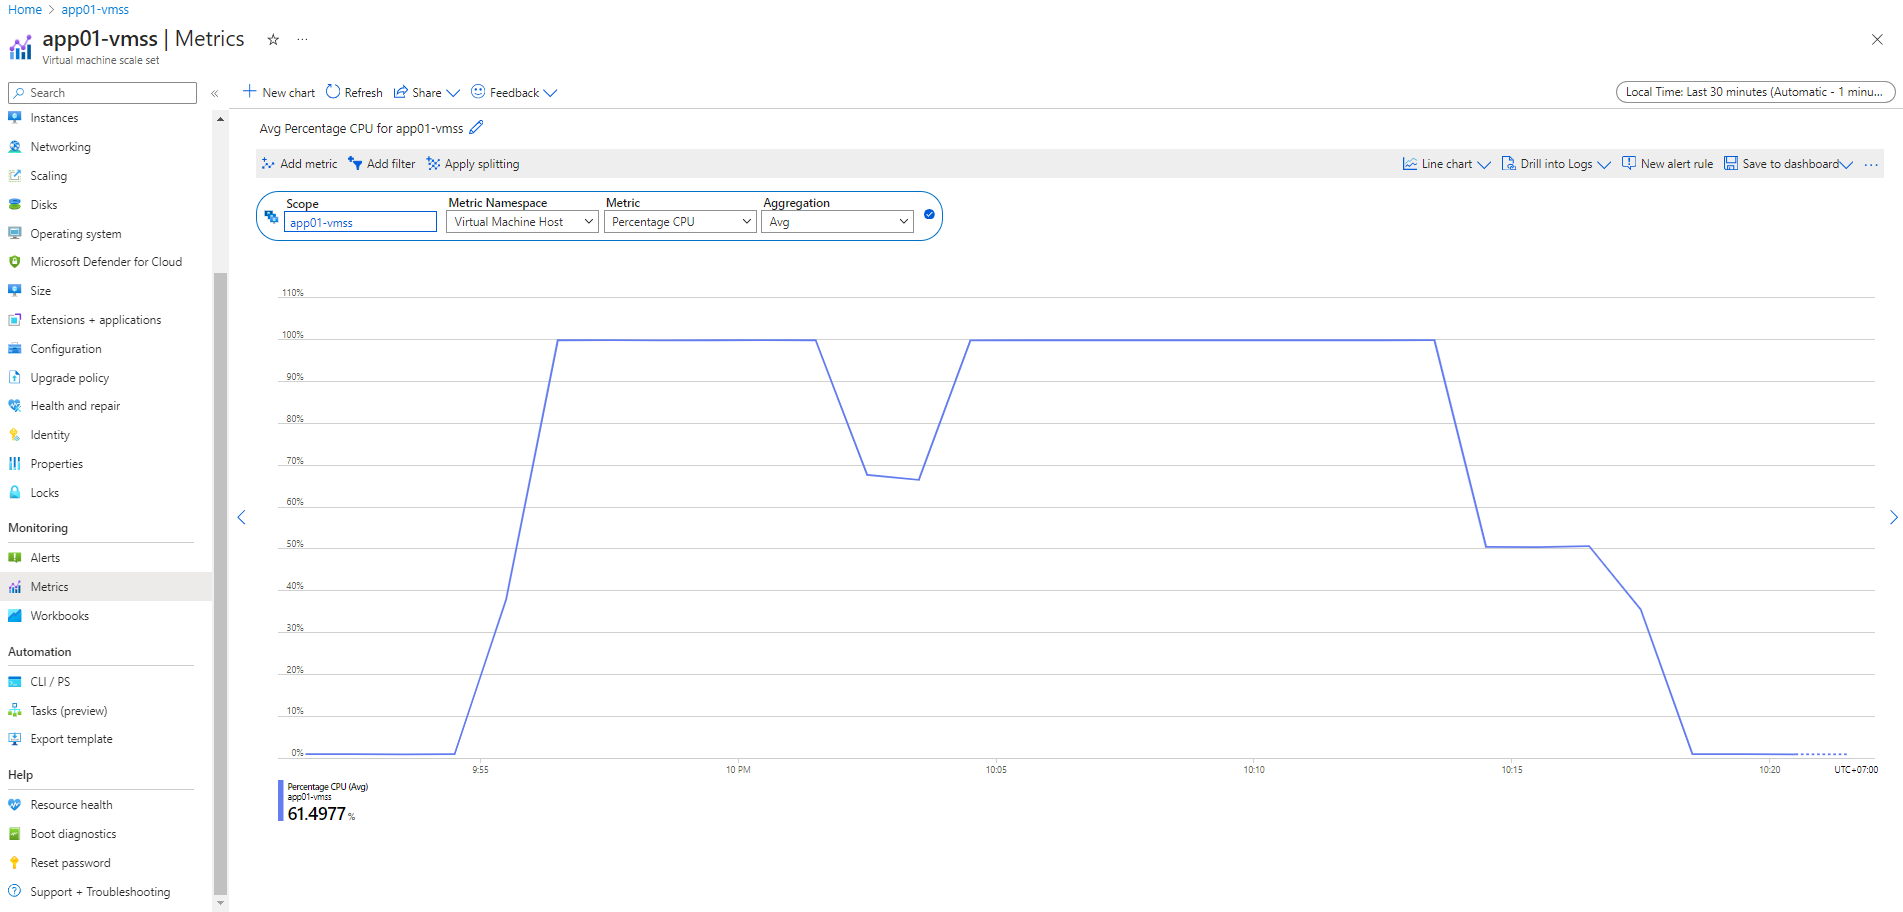 Home > app01-vmss
app01-vmss | Metrics
Virtual machine scale set
Search
New chart Refresh Share Feedback
Local Time: Last 30 minutes (Automatic - 1 minu...
Instances
Networking
Scaling
Disks
Operating system
Microsoft Defender for Cloud
Size
Extensions + applications
Configuration
Upgrade policy
Health and repair
Identity
Properties
Locks
Monitoring
Alerts
Metrics
Workbooks
Automation
CLI / PS
Tasks (preview)
Export template
Help
Resource health
Boot diagnostics
Reset password
Support + Troubleshooting
Avg Percentage CPU for app01-vmss
Add metric Add filter Apply splitting
Line chart Drill into Logs New alert rule Save to dashboard ...
Scope Metric Namespace Metric Aggregation
app01-vmss Virtual Machine Host Percentage CPU Avg
110%
100%
90%
80%
70%
60%
50%
40%
30%
20%
10%
0%
9:55 10 PM 10:05 10:10 10:15 10:20 UTC+07:00
Percentage CPU (Avg)
app01-vmss
61.4977 %